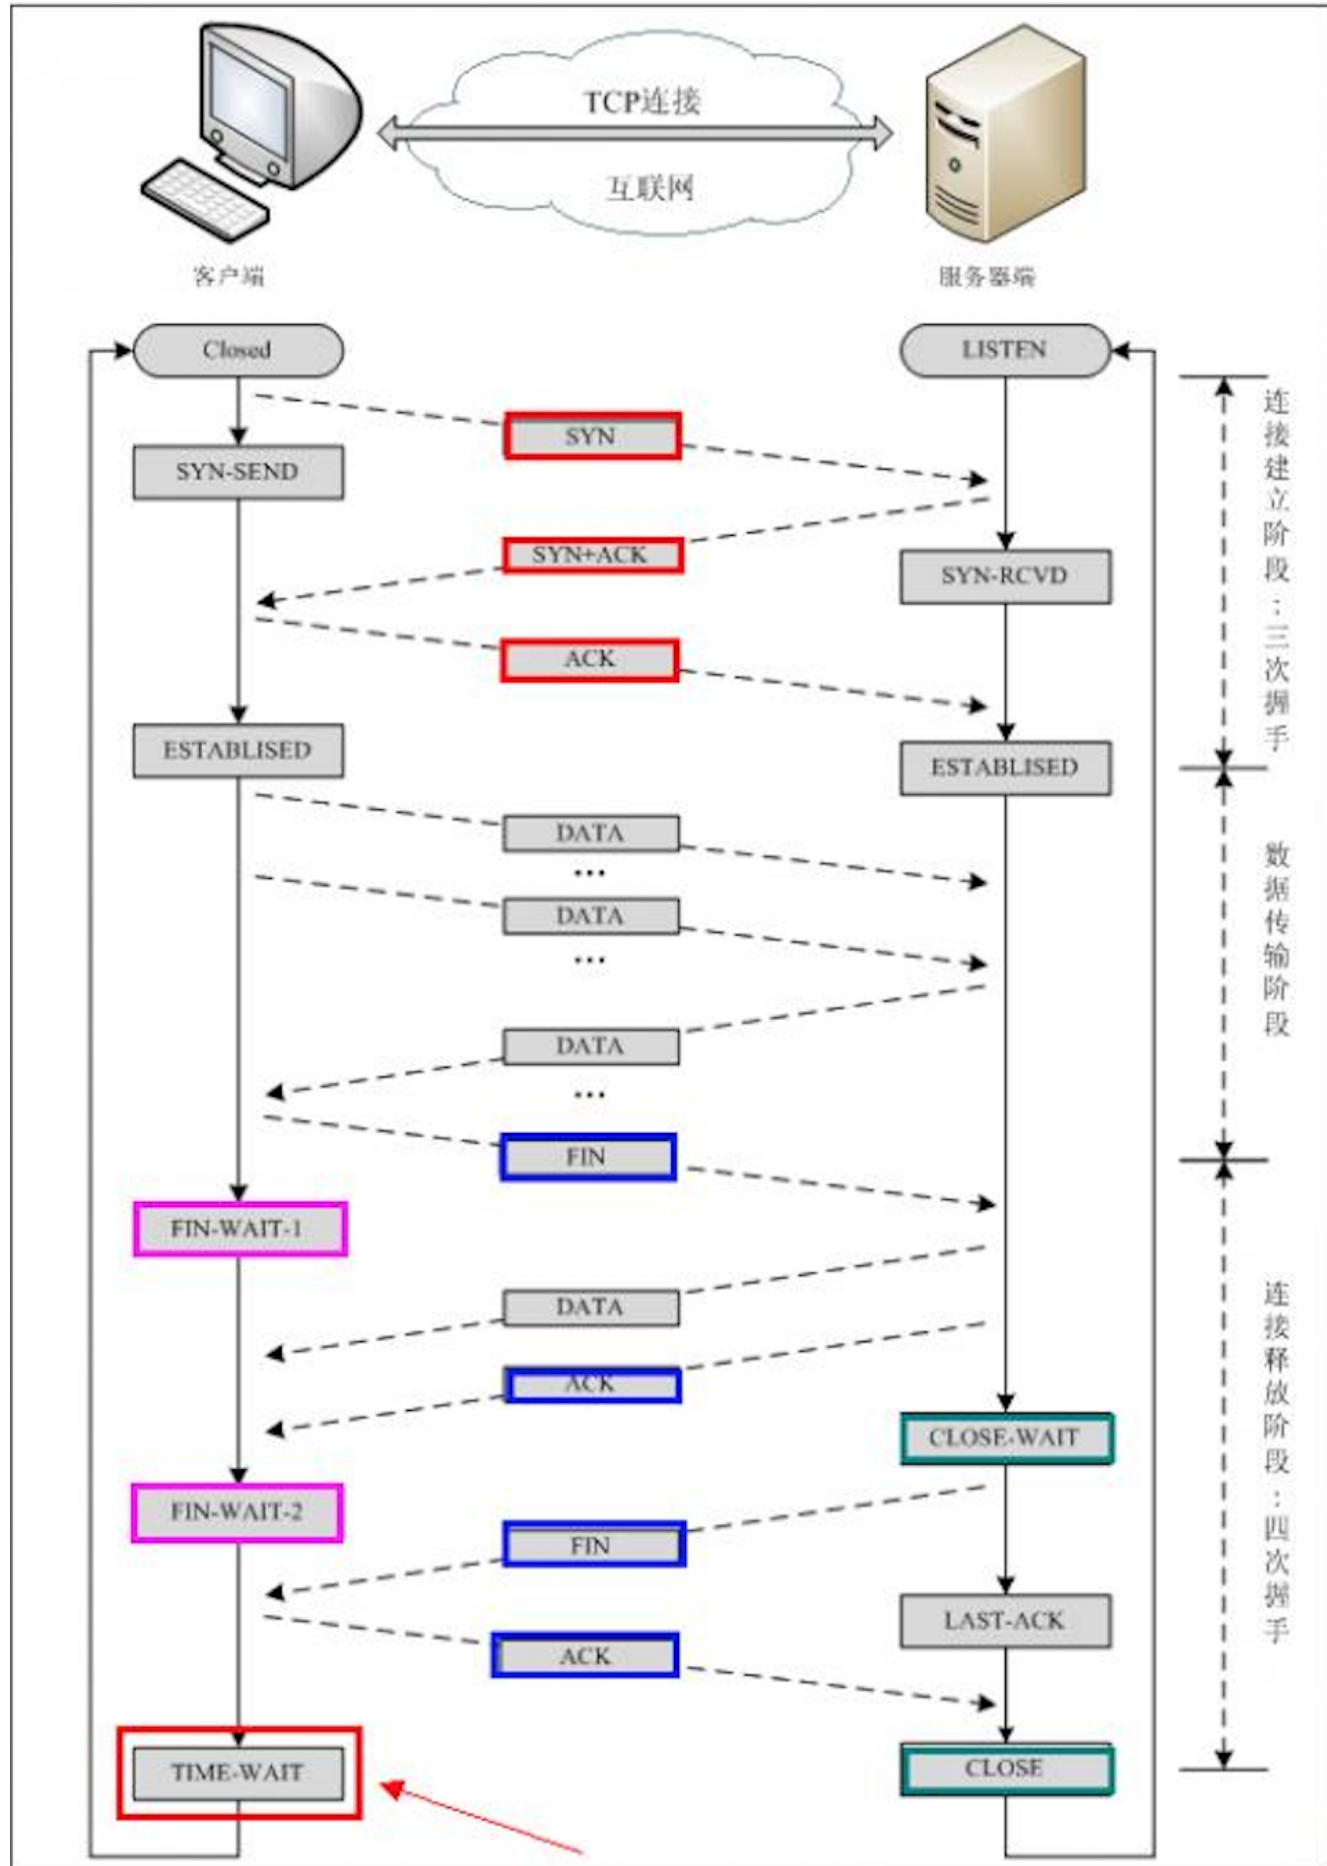 TCP连接
互联网
客户端
服务器端
Closed
LISTEN
SYN
SYN-SEND
SYN+ACK
SYN-RCVD
ACK
ESTABLISED
ESTABLISED
连接建立阶段：三次握手
DATA
...
DATA
...
DATA
...
数据传输阶段
FIN
FIN-WAIT-1
DATA
ACK
CLOSE-WAIT
FIN-WAIT-2
FIN
LAST-ACK
ACK
TIME-WAIT
CLOSE
连接释放阶段：四次握手